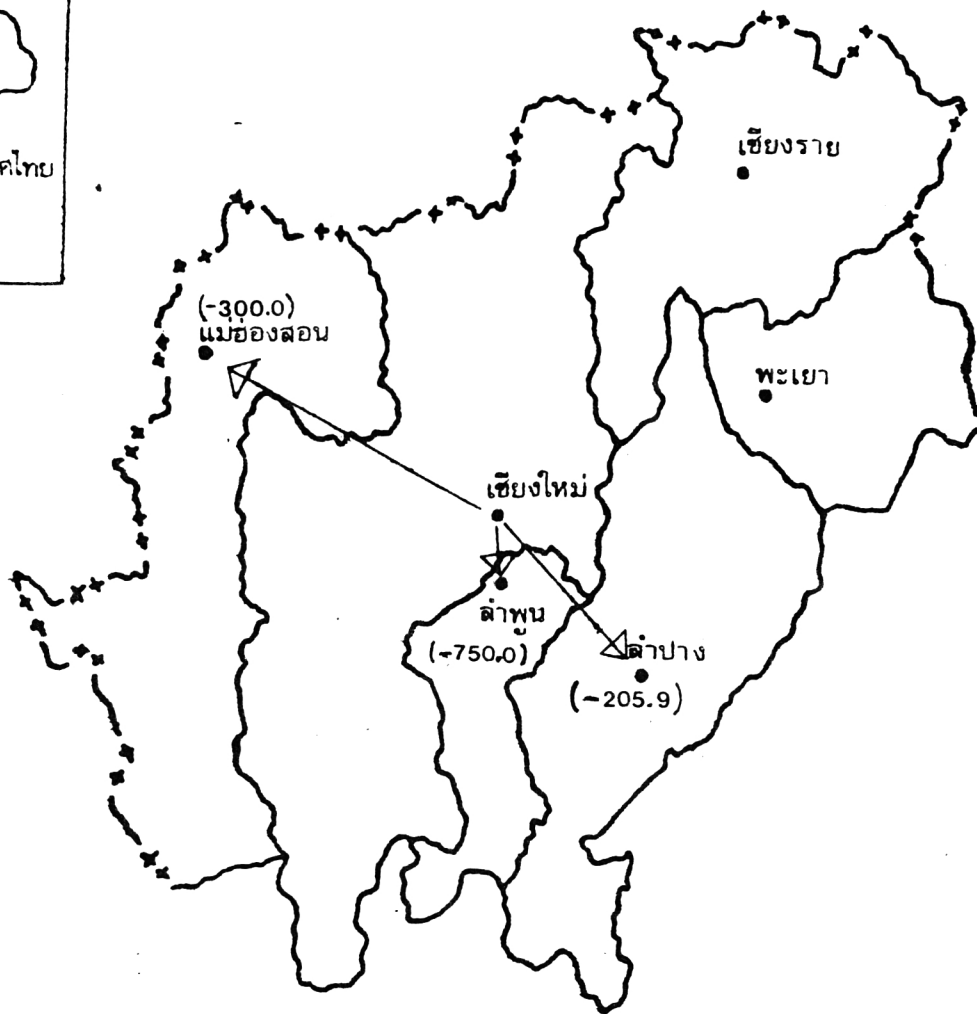 ศไทย
เชียงราย
(-300.0)
แม่ฮ่องสอน
พะเยา
เชียงใหม่
ลำพูน
(-750.0)
ลำปาง
(-205.9)